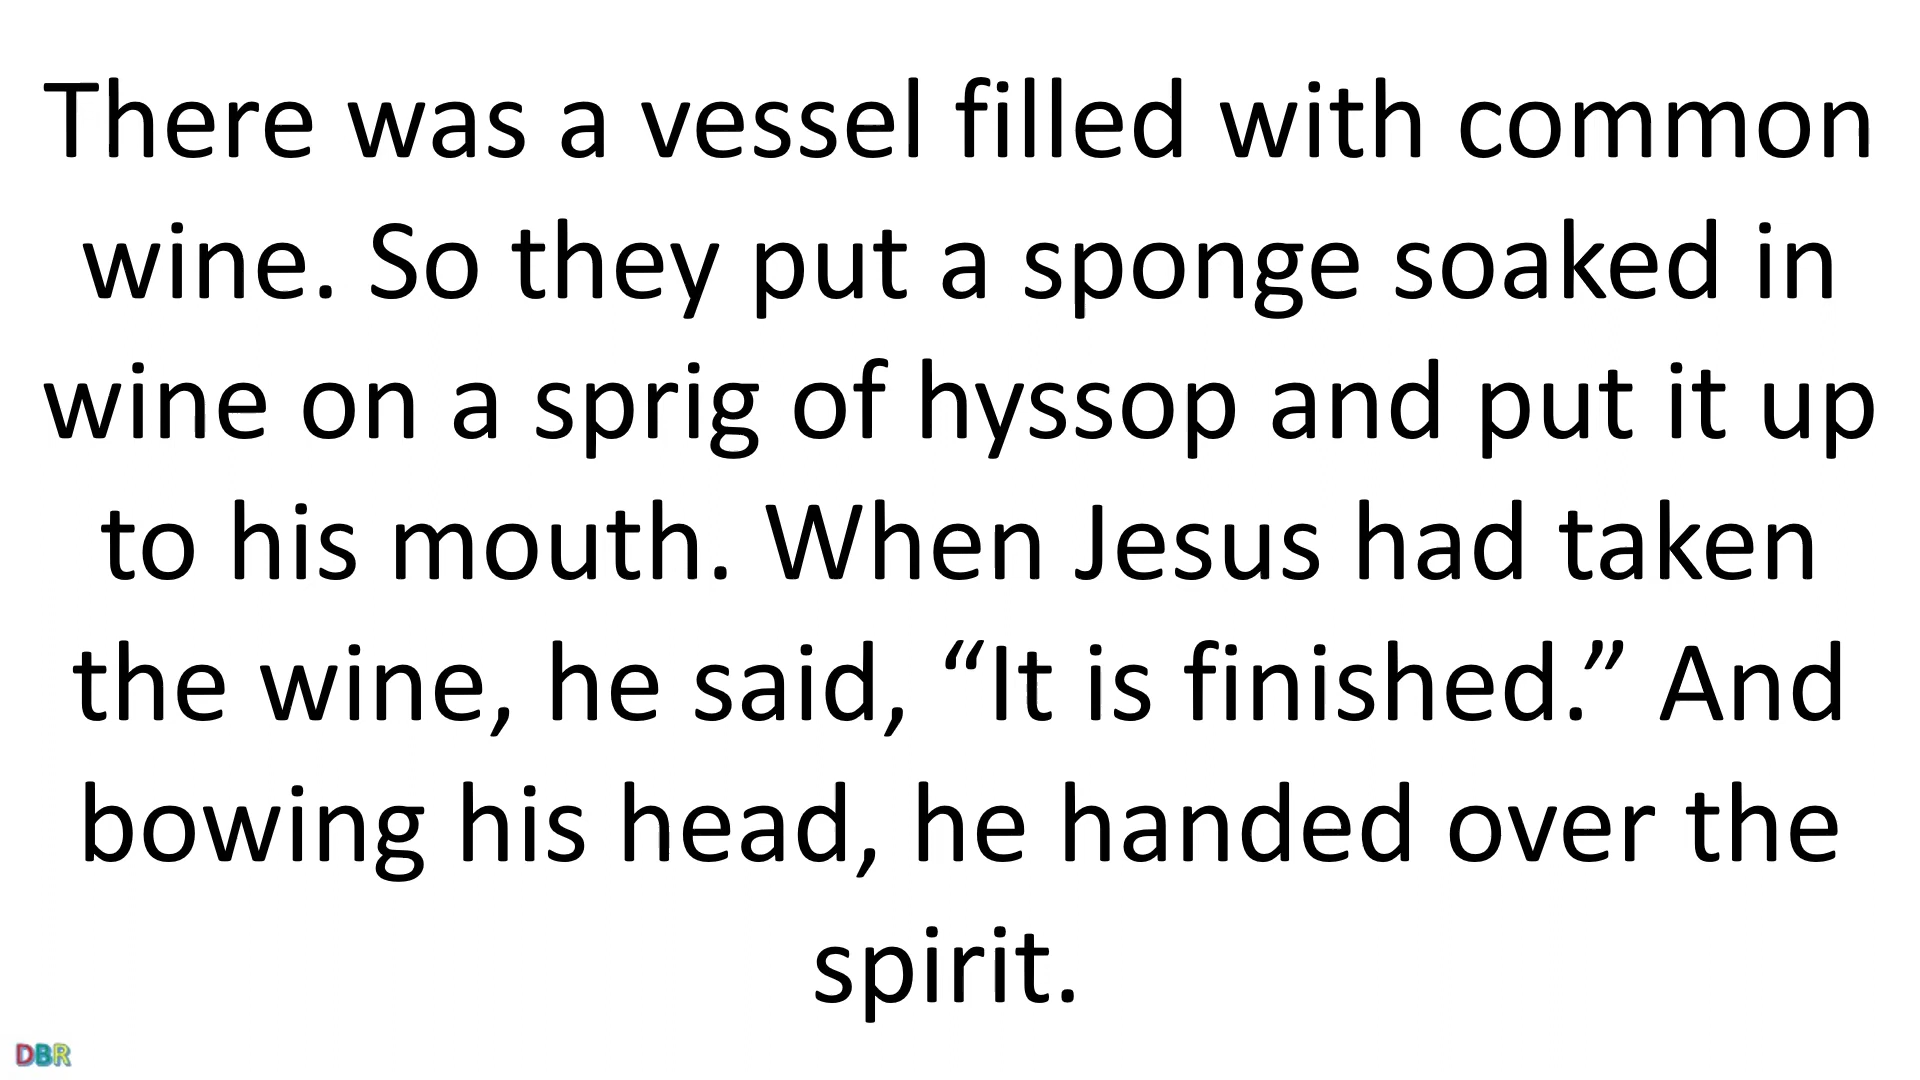 There was a vessel filled with common
wine. So they put a sponge soaked in
wine on a sprig of hyssop and put it up
to his mouth. When Jesus had taken
the wine, he said, “It is finished.” And
bowing his head, he handed over the
spirit.
DBR